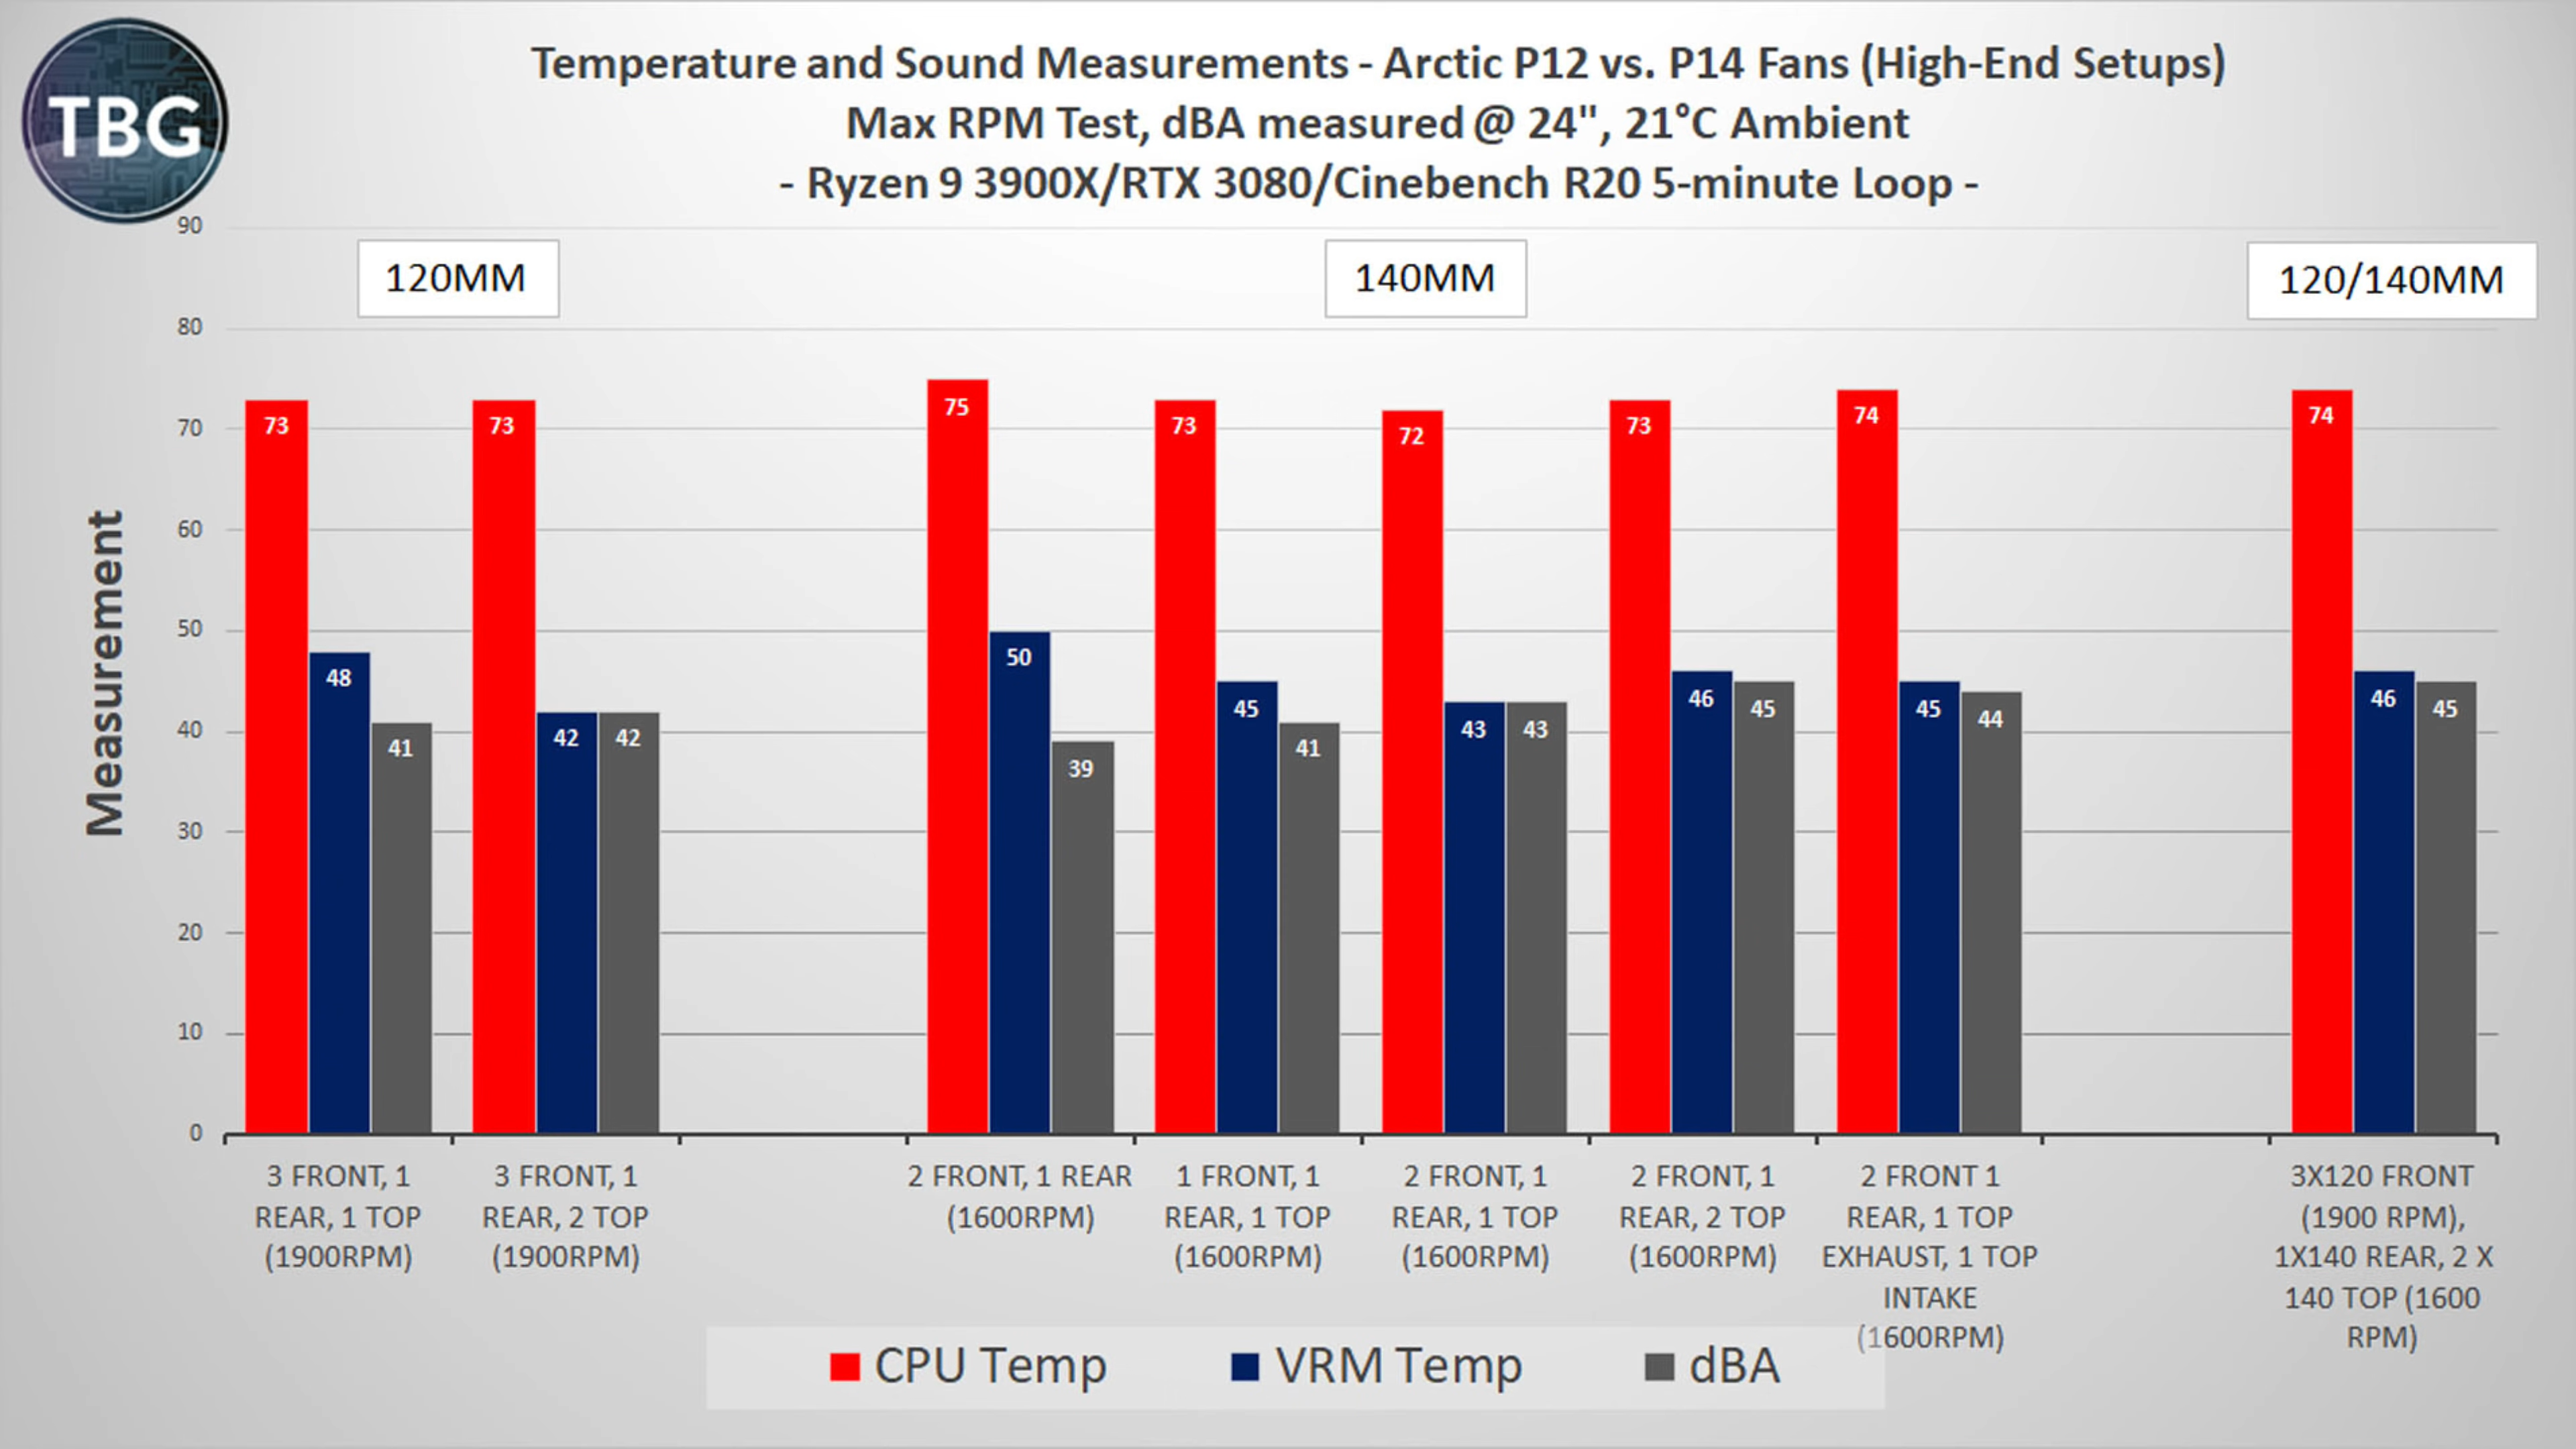 TBG
Temperature and Sound Measurements - Arctic P12 vs. P14 Fans (High-End Setups)
Max RPM Test, dBA measured @ 24", 21°C Ambient
- Ryzen 9 3900X/RTX 3080/Cinebench R20 5-minute Loop -
120MM
140MM
120/140MM
Measurement
90
80
70
60
50
40
30
20
10
0
73
48
41
73
42
42
75
50
39
73
45
41
72
43
43
73
46
45
74
45
44
74
46
45
3 FRONT, 1
REAR, 1 TOP
(1900RPM)
3 FRONT, 1
REAR, 2 TOP
(1900RPM)
2 FRONT, 1 REAR
(1600RPM)
1 FRONT, 1
REAR, 1 TOP
(1600RPM)
2 FRONT, 1
REAR, 1 TOP
(1600RPM)
2 FRONT, 1
REAR, 2 TOP
(1600RPM)
2 FRONT 1
REAR, 1 TOP
EXHAUST, 1 TOP
INTAKE
(1600RPM)
3X120 FRONT
(1900 RPM),
1X140 REAR, 2 X
140 TOP (1600
RPM)
CPU Temp
VRM Temp
dBA